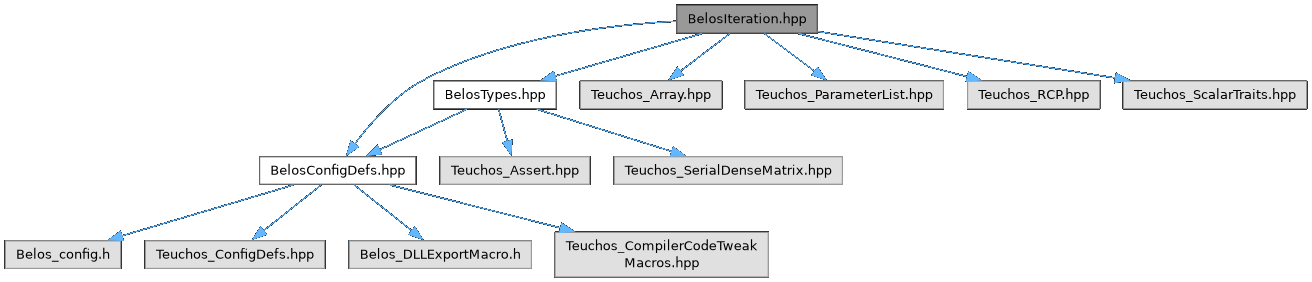 BelosIteration.hpp
BelosTypes.hpp
Teuchos_Array.hpp
Teuchos_ParameterList.hpp
Teuchos_RCP.hpp
Teuchos_ScalarTraits.hpp
BelosConfigDefs.hpp
Teuchos_Assert.hpp
Teuchos_SerialDenseMatrix.hpp
Belos_config.h
Teuchos_ConfigDefs.hpp
Belos_DLLExportMacro.h
Teuchos_CompilerCodeTweak
Macros.hpp